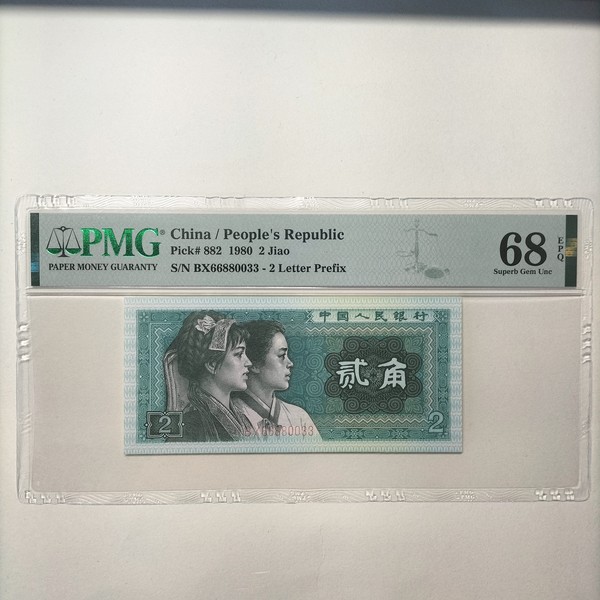 PMG®
PAPER MONEY GUARANTY
China / People's Republic
Pick# 882 1980 2 Jiao
S/N BX66880033 - 2 Letter Prefix
68
EPQ
Superb Gem Unc
中国人民银行
贰角
2
BX66880033
2